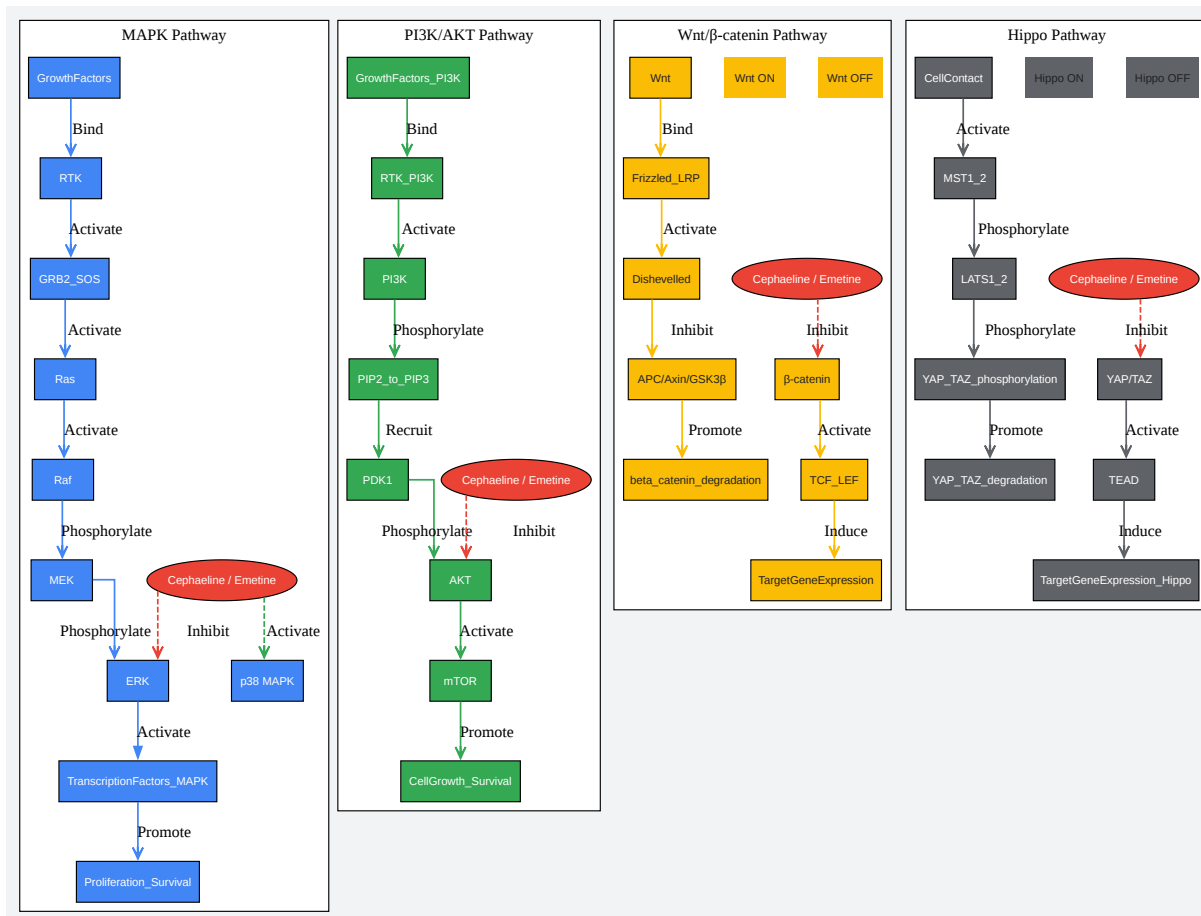 MAPK Pathway
GrowthFactors
Bind
RTK
Activate
GRB2_SOS
Activate
Ras
Activate
Raf
Phosphorylate
MEK
Cephaeline / Emetine
Phosphorylate
Inhibit
Activate
ERK
p38 MAPK
Activate
TranscriptionFactors_MAPK
Promote
Proliferation_Survival
PI3K/AKT Pathway
GrowthFactors_PI3K
Bind
RTK_PI3K
Activate
PI3K
Phosphorylate
PIP2_to_PIP3
Recruit
PDK1
Cephaeline / Emetine
Phosphorylate
Inhibit
AKT
Activate
mTOR
Promote
CellGrowth_Survival
Wnt/β-catenin Pathway
Wnt
Wnt ON
Wnt OFF
Bind
Frizzled_LRP
Activate
Dishevelled
Cephaeline / Emetine
Inhibit
Inhibit
APC/Axin/GSK3β
β-catenin
Promote
Activate
beta_catenin_degradation
TCF_LEF
Induce
TargetGeneExpression
Hippo Pathway
CellContact
Hippo ON
Hippo OFF
Activate
MST1_2
Phosphorylate
LATS1_2
Cephaeline / Emetine
Phosphorylate
Inhibit
YAP_TAZ_phosphorylation
YAP/TAZ
Promote
Activate
YAP_TAZ_degradation
TEAD
Induce
TargetGeneExpression_Hippo